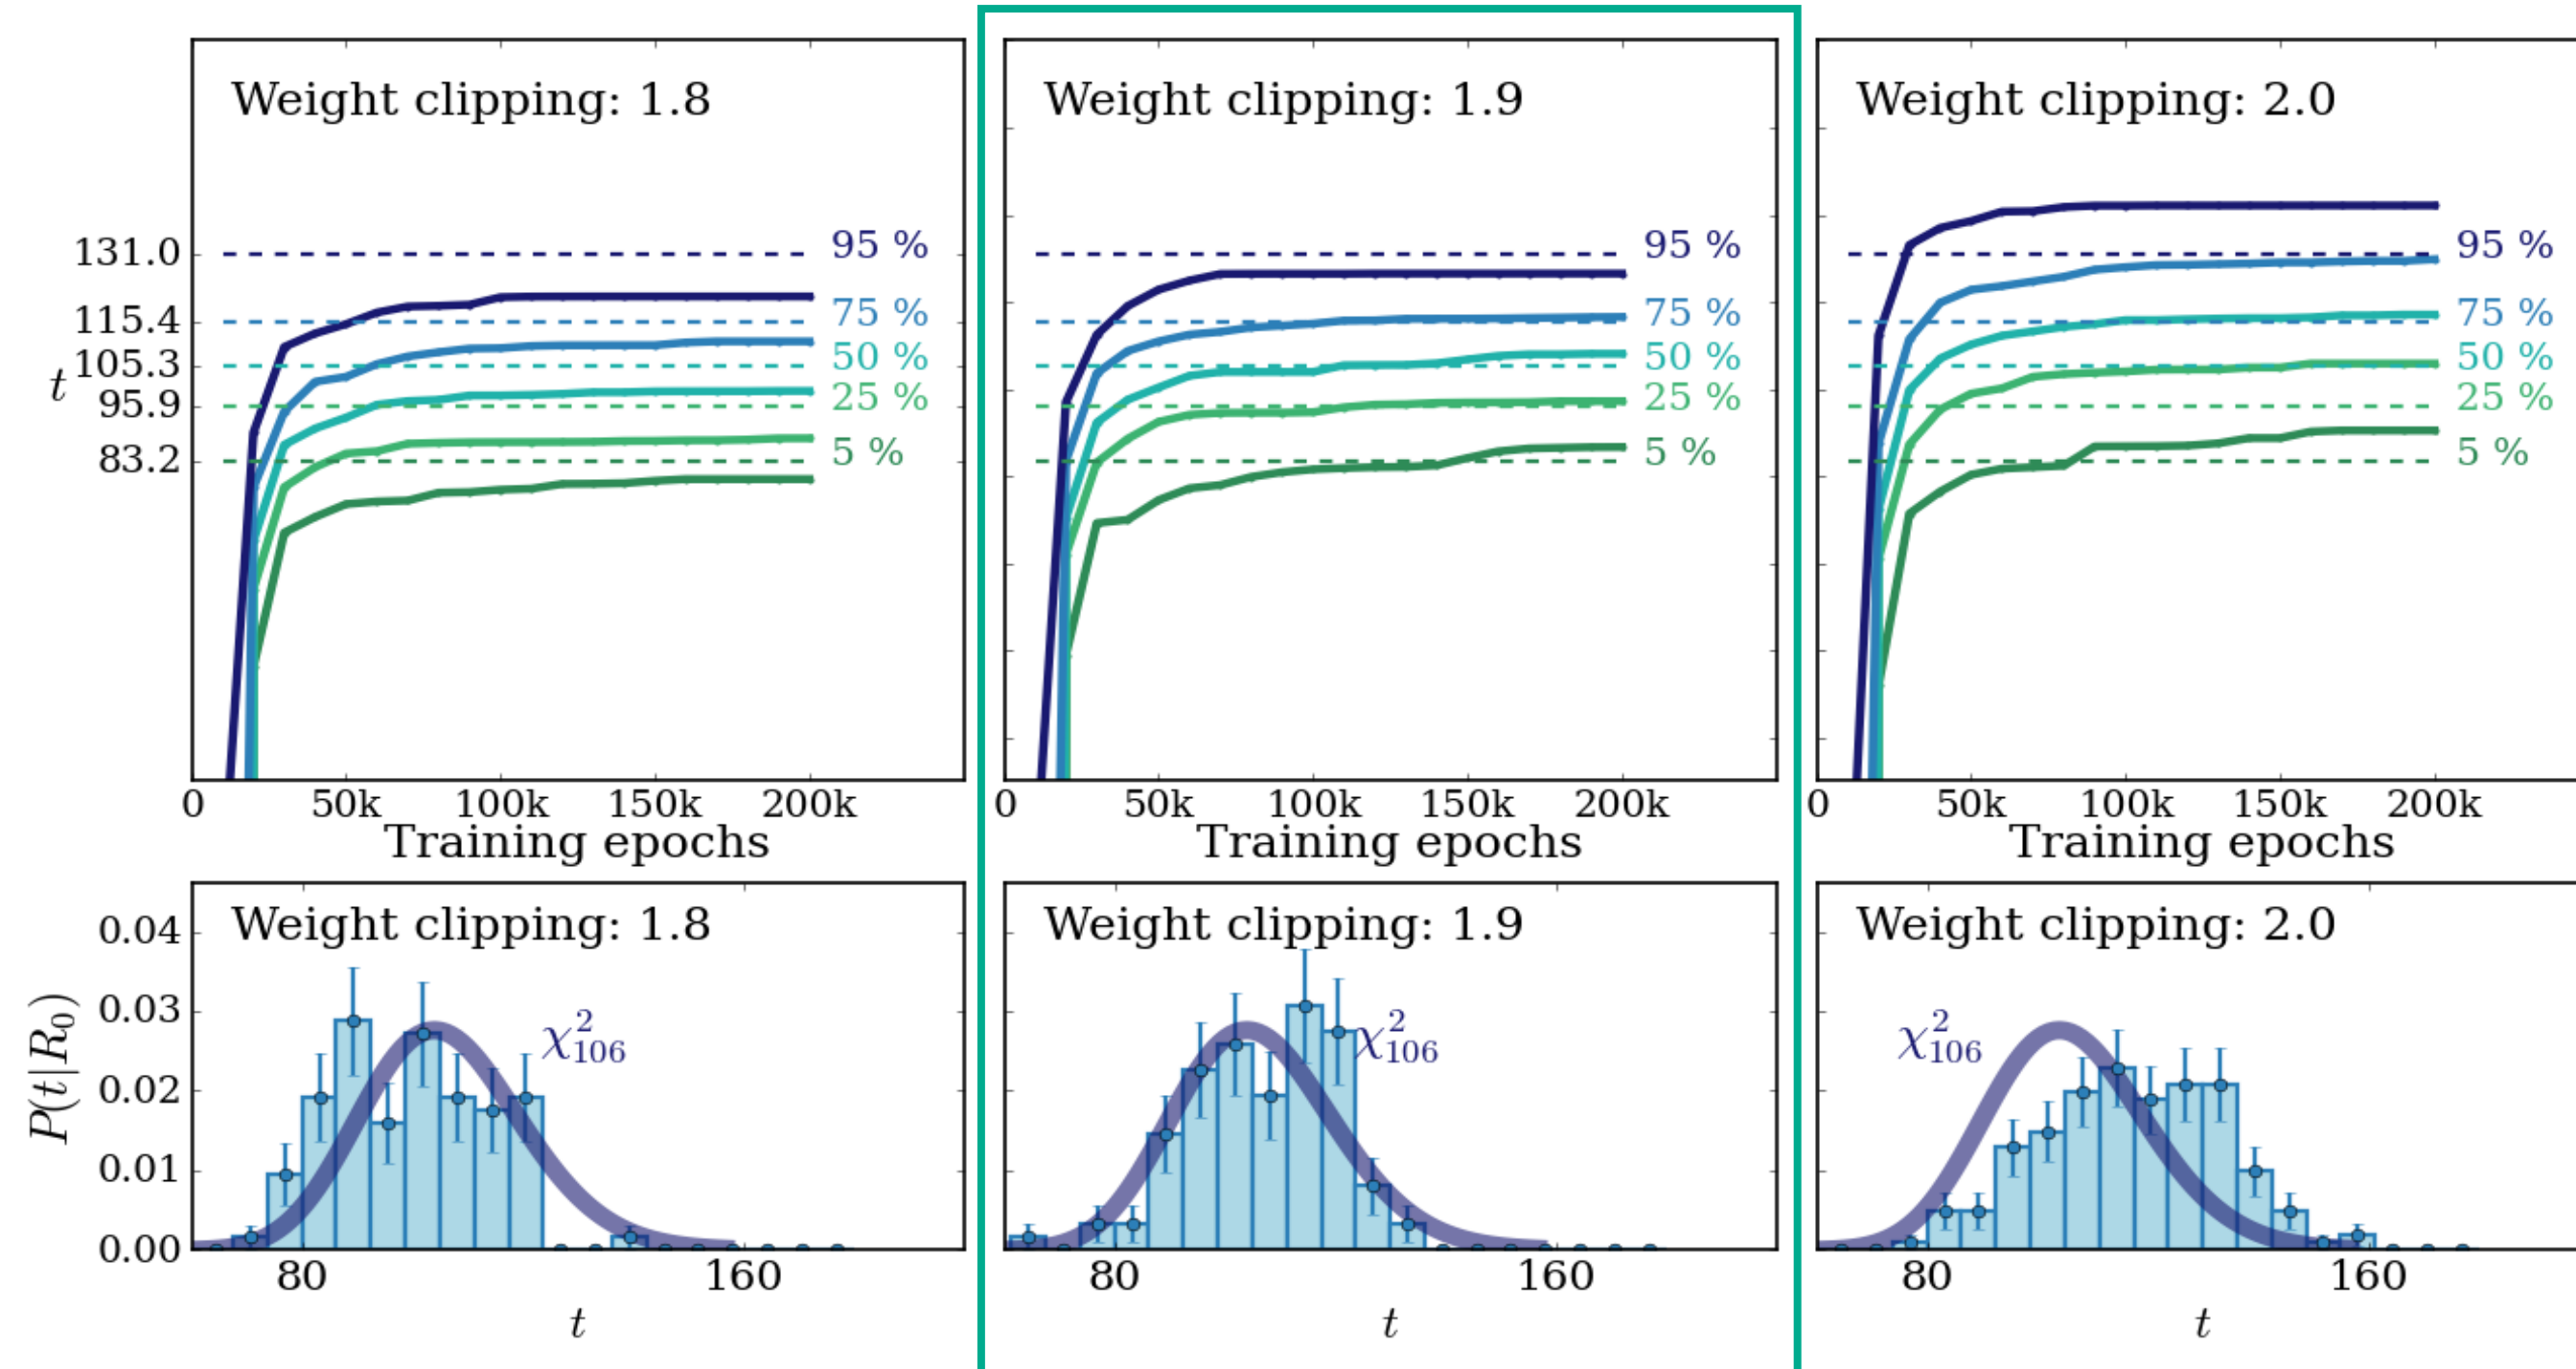 Weight clipping: 1.8
131.0
115.4
105.3
95.9
83.2
t
95 %
75 %
50 %
25 %
5 %
0 50k 100k 150k 200k
Training epochs
Weight clipping: 1.9
95 %
75 %
50 %
25 %
5 %
0 50k 100k 150k 200k
Training epochs
Weight clipping: 2.0
95 %
75 %
50 %
25 %
5 %
0 50k 100k 150k 200k
Training epochs
Weight clipping: 1.8
0.04
0.03
0.02
0.01
0.00
P(t|R₀)
χ²₁₀₆
80 160
t
Weight clipping: 1.9
χ²₁₀₆
80 160
t
Weight clipping: 2.0
χ²₁₀₆
80 160
t